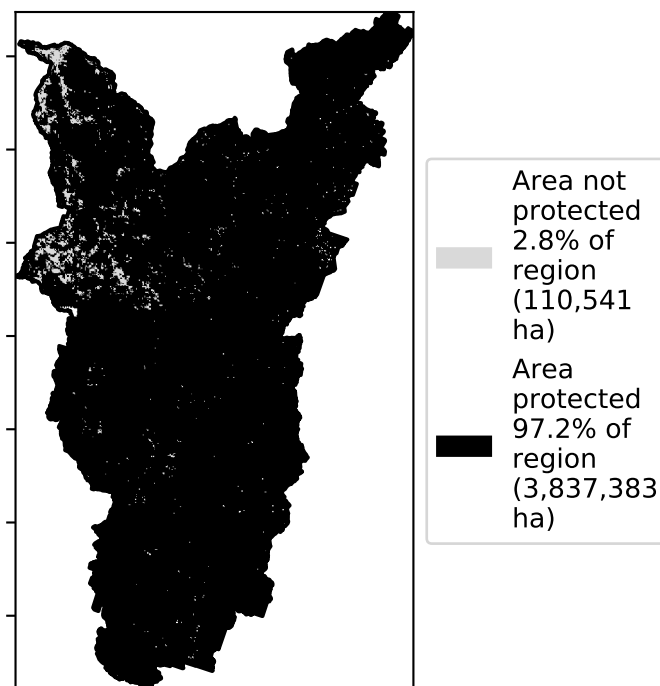 Area not
protected
2.8% of
region
(110,541
ha)
Area
protected
97.2% of
region
(3,837,383
ha)